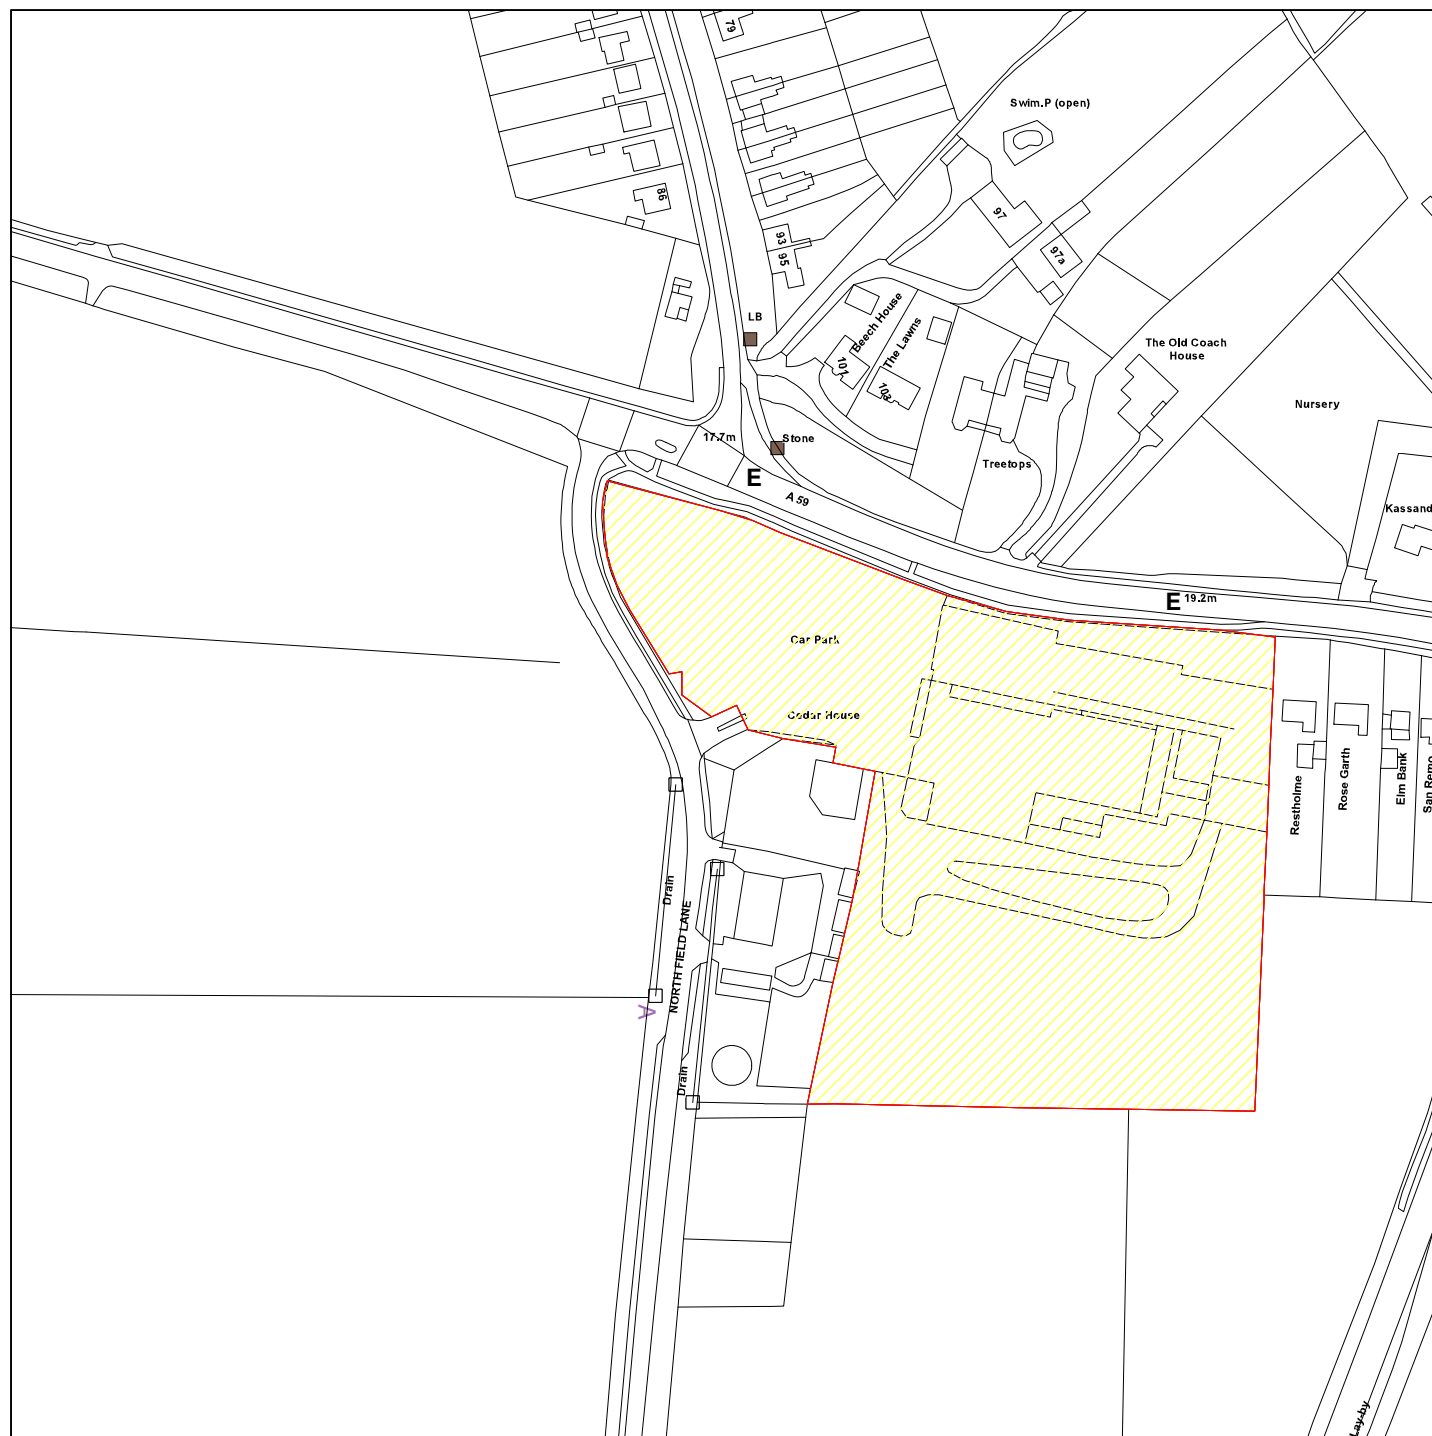 79
Swim.P (open)
86
97
93
95
97a
LB
Beech House
The Lawns
101
103
The Old Coach
House
Nursery
17.7m
Stone
Treetops
E
A 59
Kassand
E
19.2m
Car Park
Cedar House
Restholme
Rose Garth
Elm Bank
San Remo
Drain
NORTH FIELD LANE
A
Drain
Lay-by